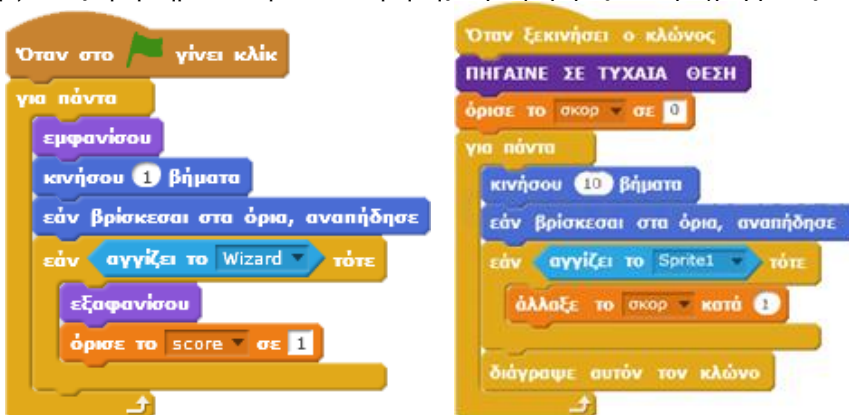 Όταν στο γίνει κλίκ
για πάντα
εμφανίσου
κινήσου 1 βήματα
εάν βρίσκεσαι στα όρια, αναπήδησε
εάν αγγίζει το Wizard τότε
εξαφανίσου
όρισε το score σε 1
Όταν ξεκινήσει ο κλώνος
ΠΗΓΑΙΝΕ ΣΕ ΤΥΧΑΙΑ ΘΕΣΗ
όρισε το σκορ σε 0
για πάντα
κινήσου 10 βήματα
εάν βρίσκεσαι στα όρια, αναπήδησε
εάν αγγίζει το Sprite1 τότε
άλλαξε το σκορ κατά 1
διάγραψε αυτόν τον κλώνο